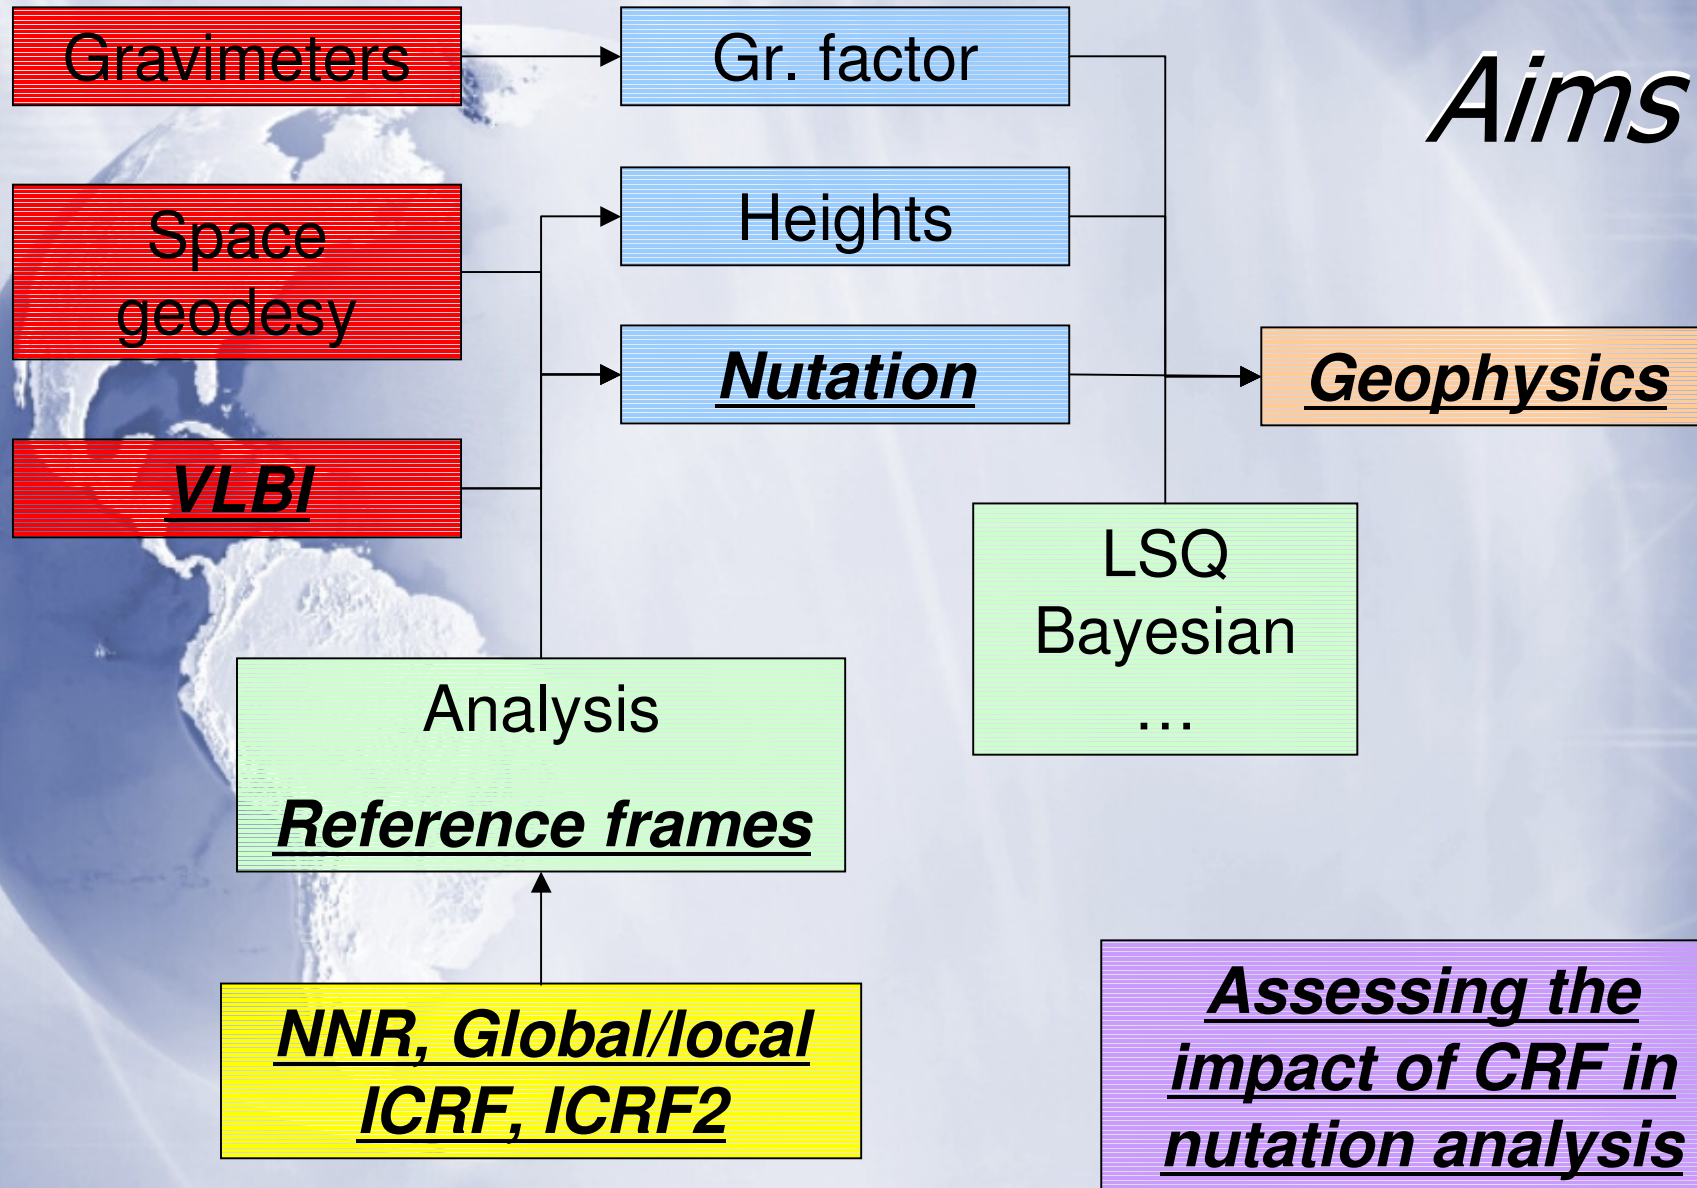 Aims
Gravimeters
Gr. factor
Space
geodesy
Heights
Nutation
Geophysics
VLBI
LSQ
Bayesian
…
Analysis
Reference frames
NNR, Global/local
ICRF, ICRF2
Assessing the
impact of CRF in
nutation analysis